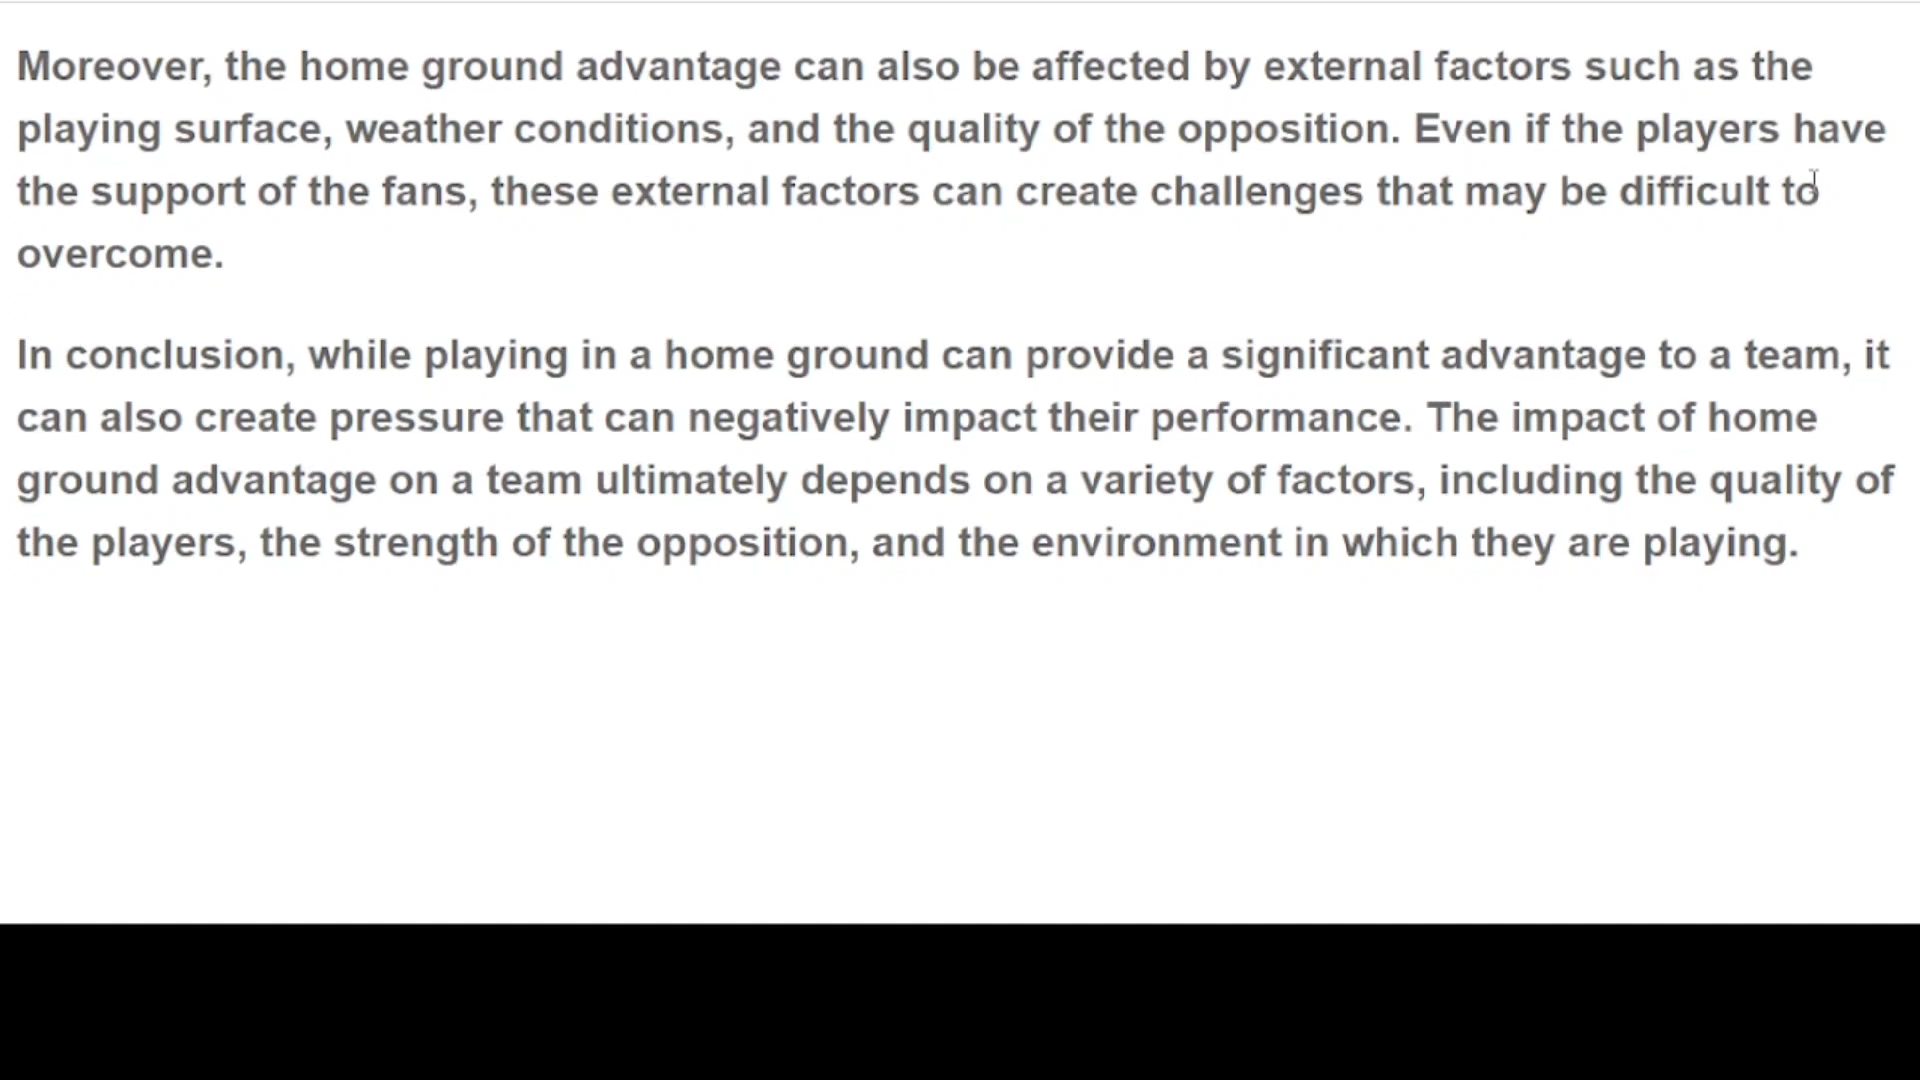 Moreover, the home ground advantage can also be affected by external factors such as the
playing surface, weather conditions, and the quality of the opposition. Even if the players have
the support of the fans, these external factors can create challenges that may be difficult to
overcome.
In conclusion, while playing in a home ground can provide a significant advantage to a team, it
can also create pressure that can negatively impact their performance. The impact of home
ground advantage on a team ultimately depends on a variety of factors, including the quality of
the players, the strength of the opposition, and the environment in which they are playing.